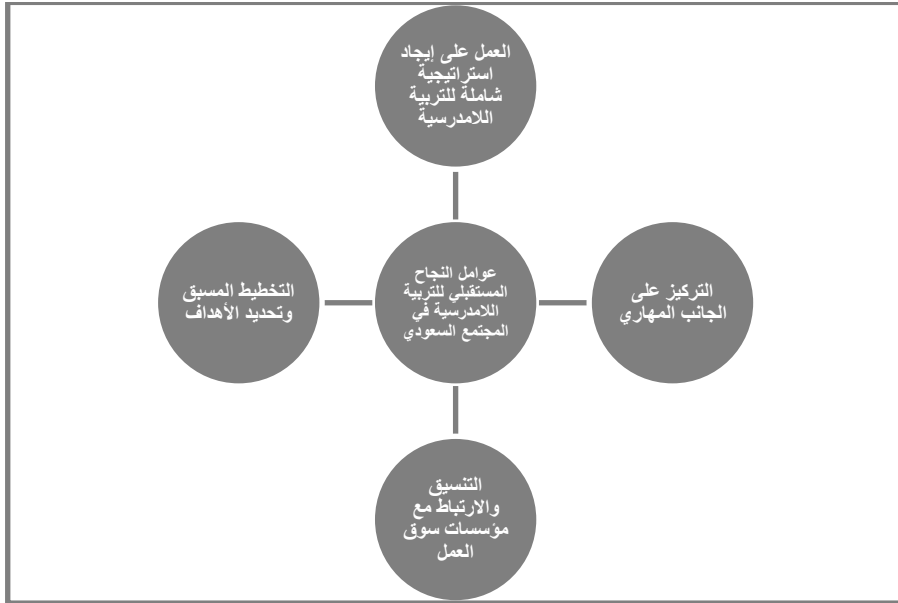 العمل على إيجاد
استراتيجية
شاملة للتربية
اللامدرسية
التركيز على
الجانب المهاري
عوامل النجاح
المستقبلي للتربية
اللامدرسية في
المجتمع السعودي
التخطيط المسبق
وتحديد الأهداف
التنسيق
والارتباط مع
مؤسسات سوق
العمل